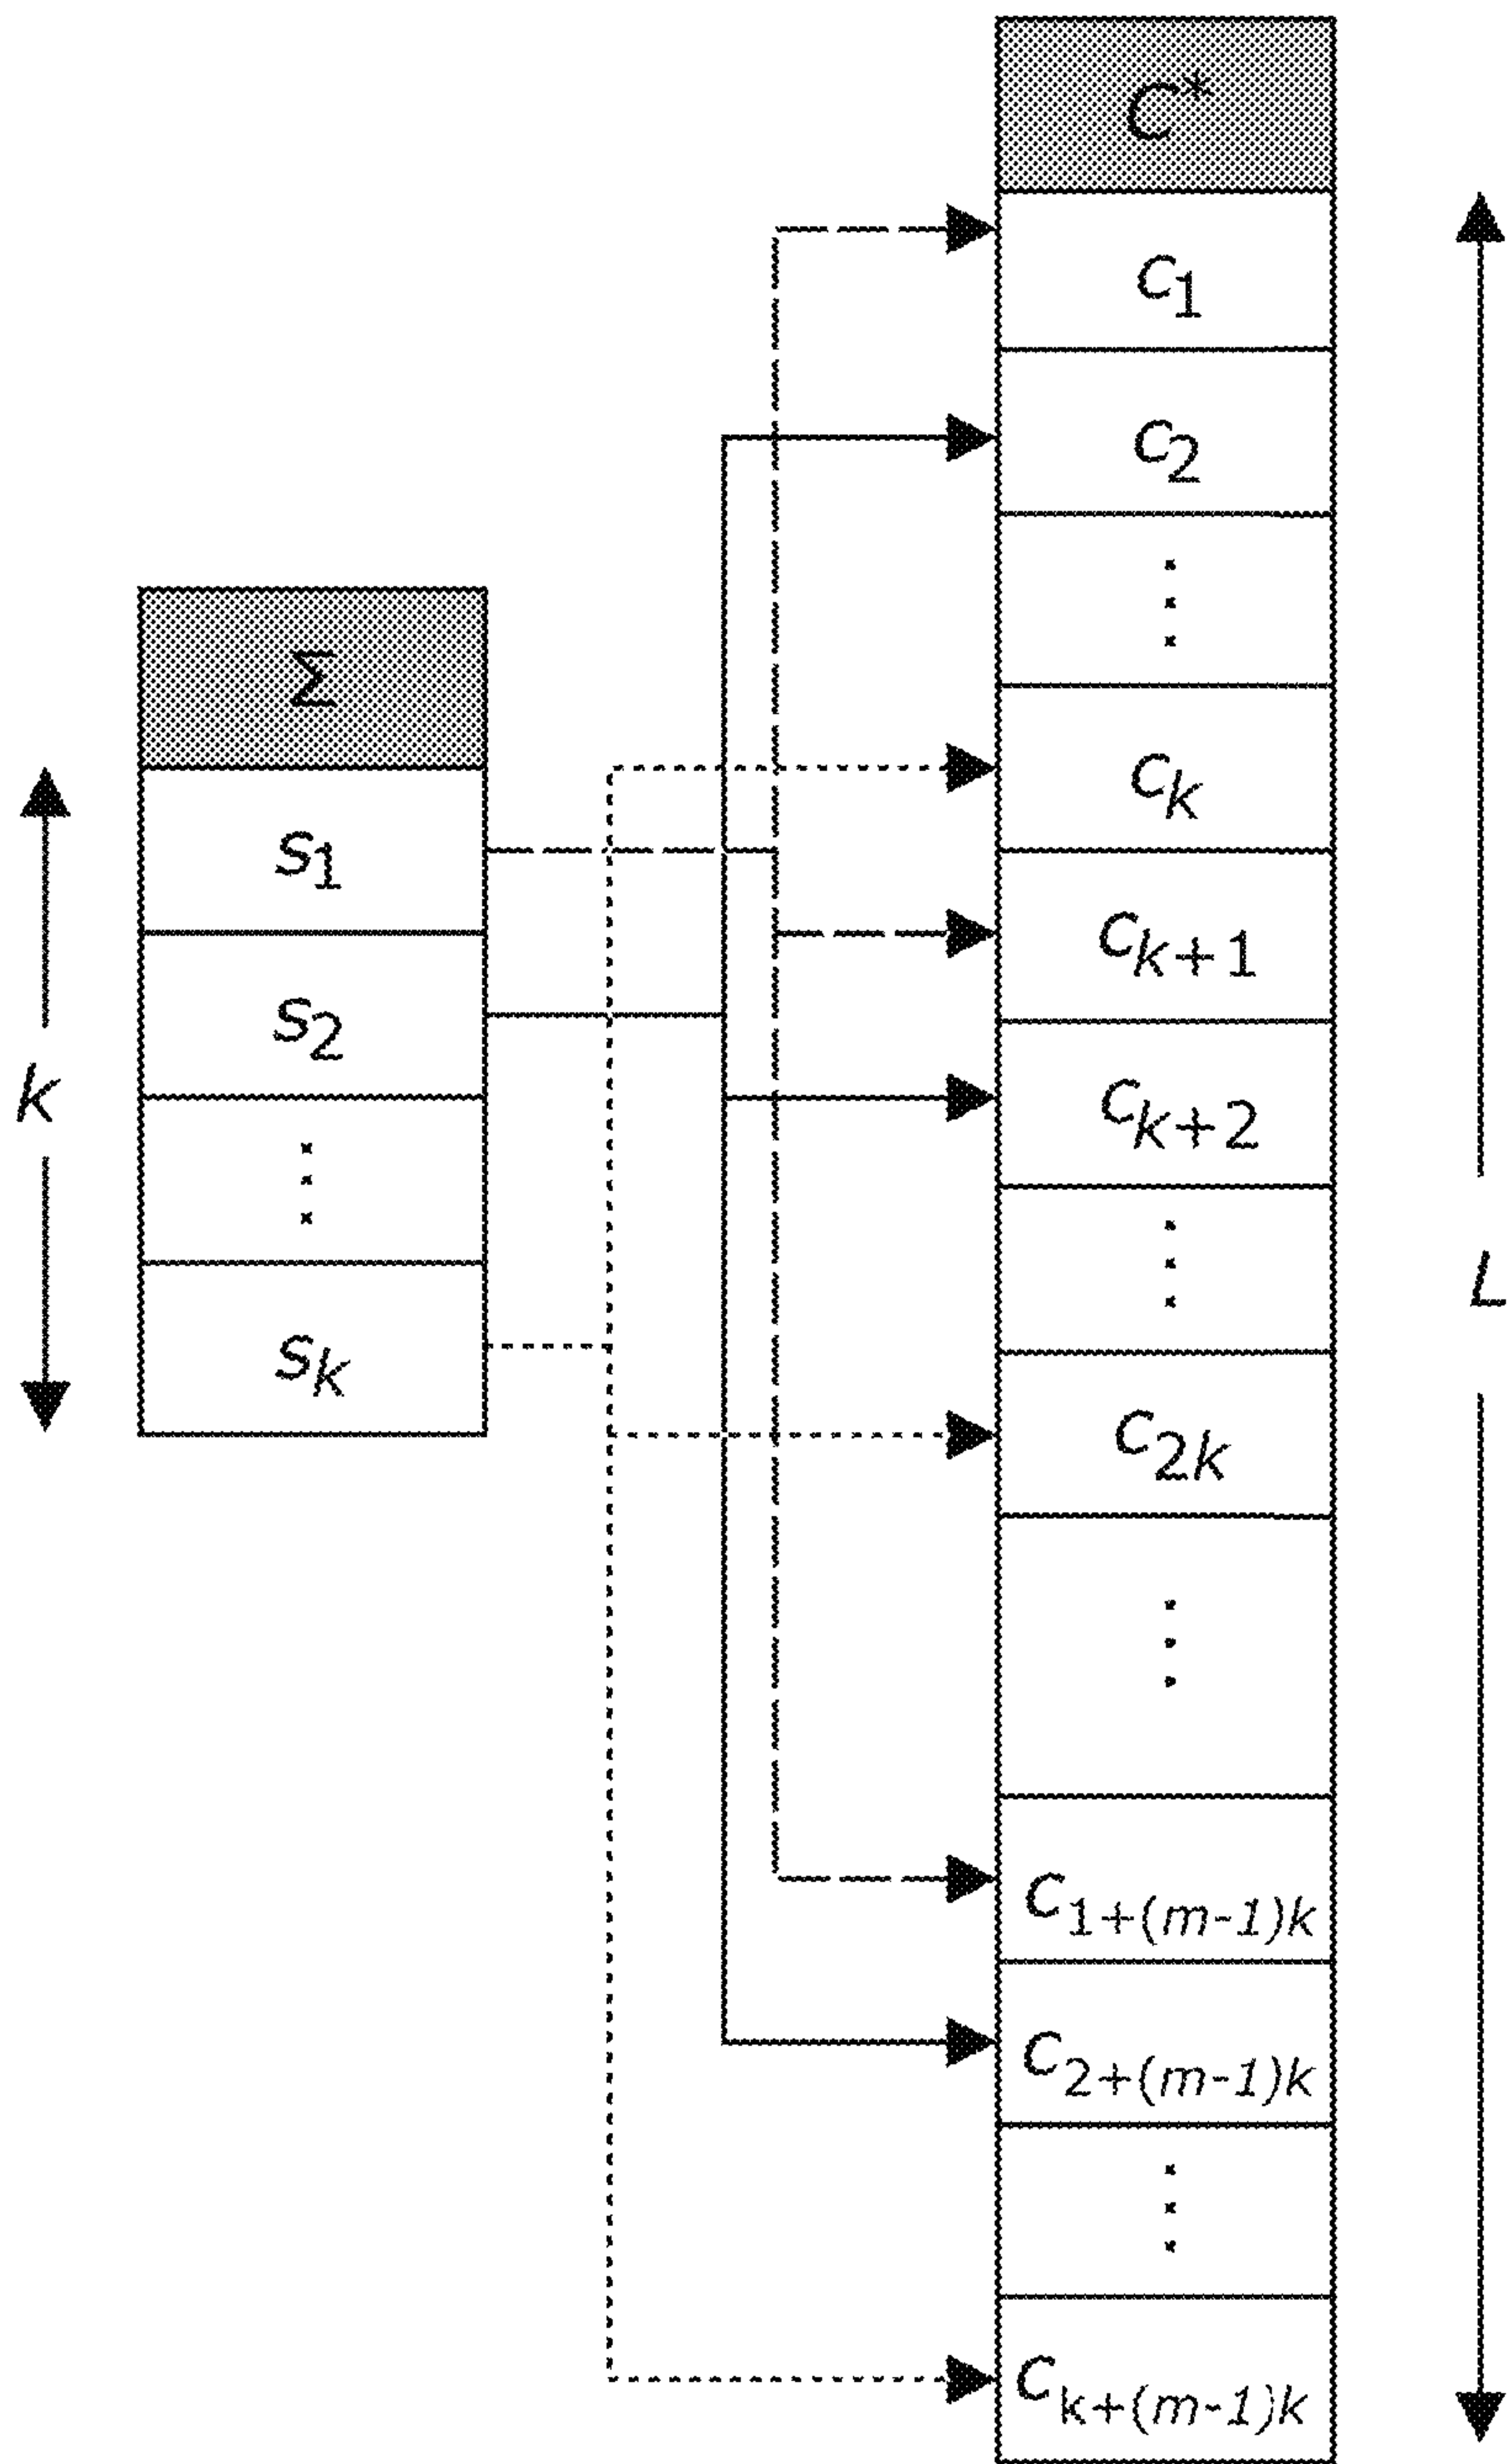 C*
c1
c2
ck
ck+1
ck+2
c2k
c1+(m-1)k
c2+(m-1)k
ck+(m-1)k
L
Σ
s1
s2
sk
k